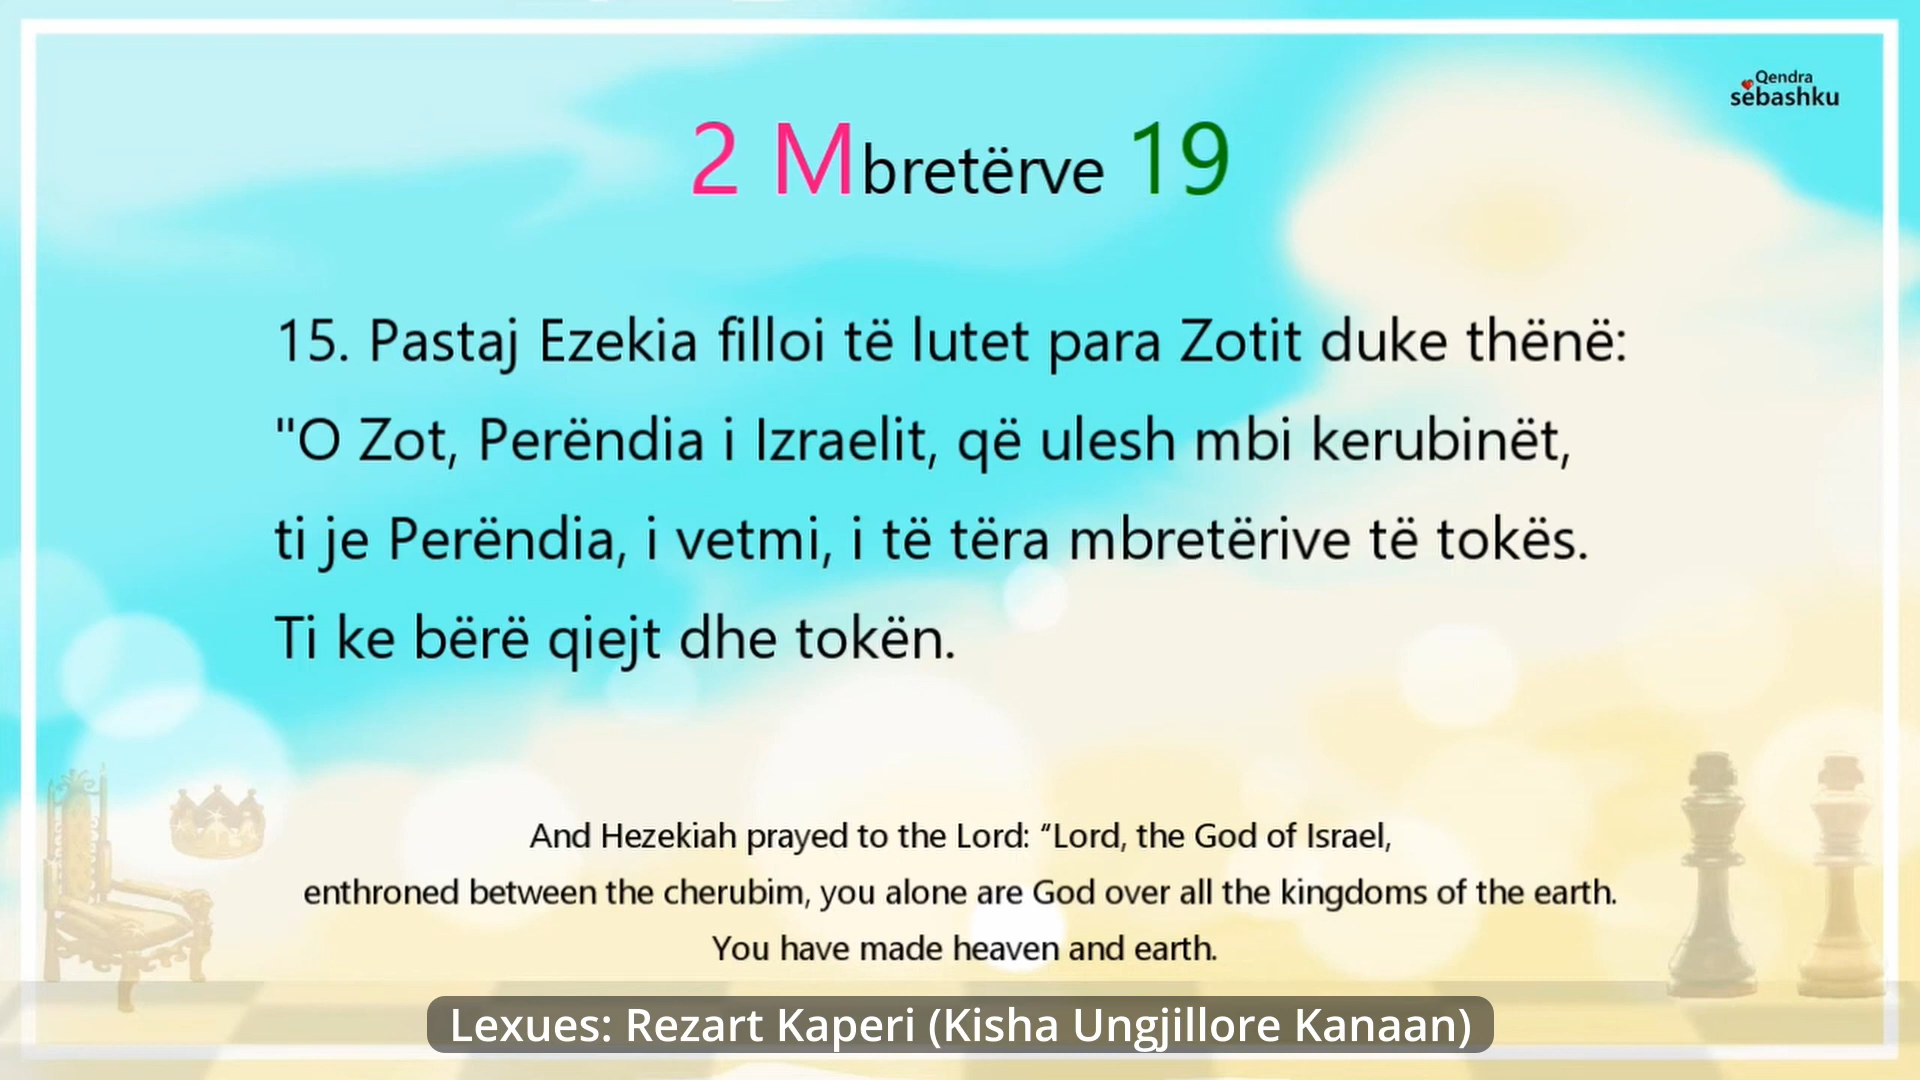 Qendra
sëbashku
2 Mbretërve 19
15. Pastaj Ezekia filloi të lutet para Zotit duke thënë:
"O Zot, Perëndia i Izraelit, që ulesh mbi kerubinët,
ti je Perëndia, i vetmi, i të tëra mbretërive të tokës.
Ti ke bërë qiejt dhe tokën.
And Hezekiah prayed to the Lord: “Lord, the God of Israel,
enthroned between the cherubim, you alone are God over all the kingdoms of the earth.
You have made heaven and earth.
Lexues: Rezart Kaperi (Kisha Ungjillore Kanaan)